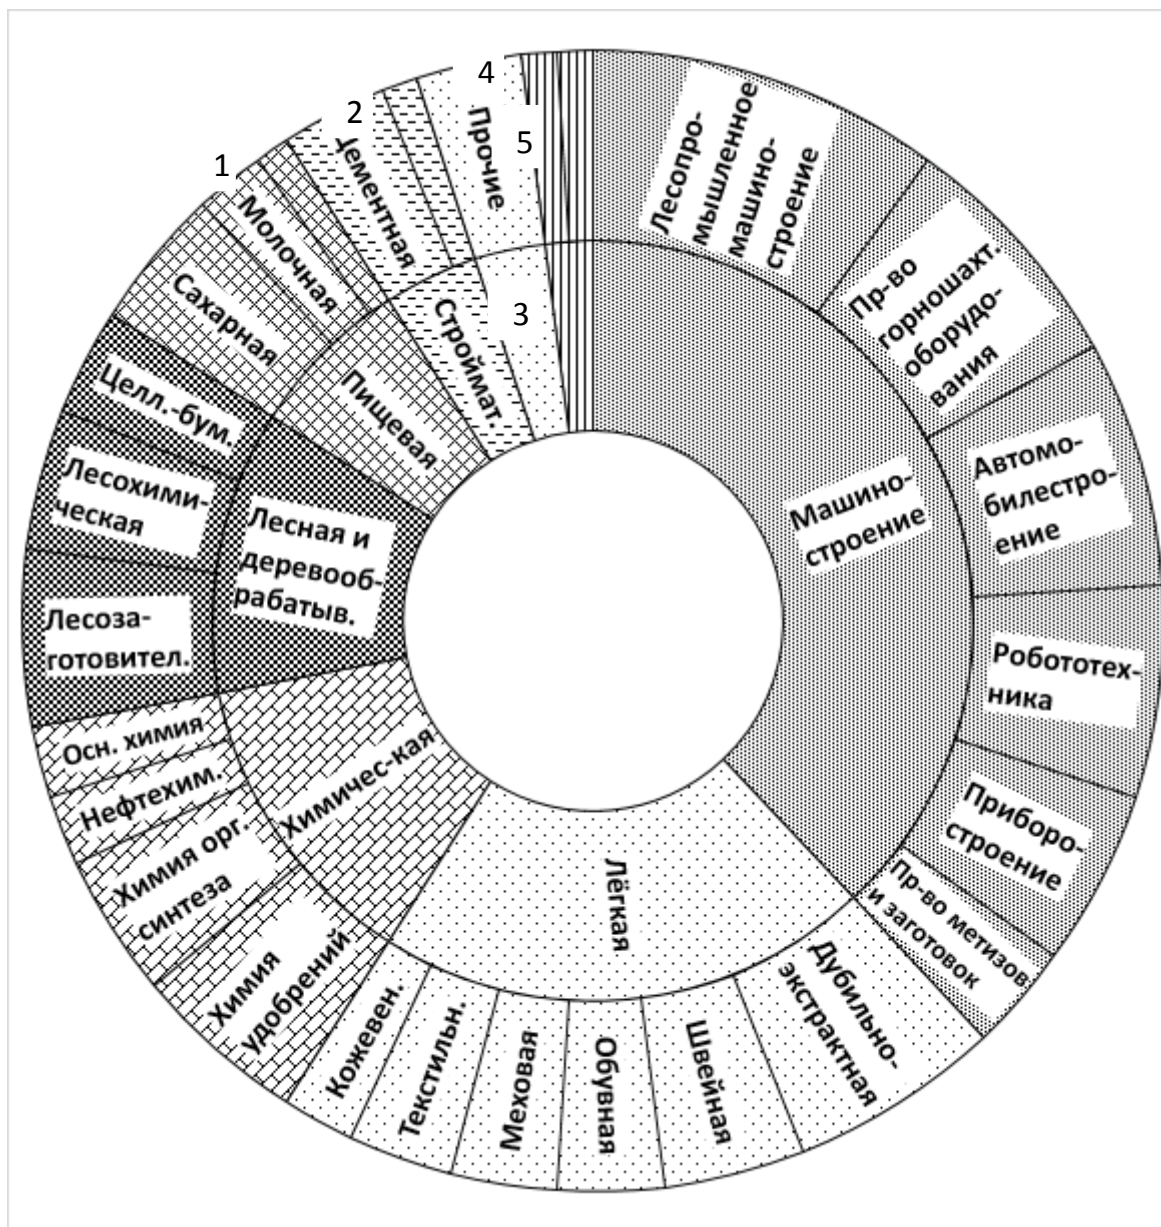 4
2
5
1
3
Прочие
Цементная
Молочная
Сахарная
Строймат.
Пищевая
Лесопро-
мышленное
машино-
строение
Пр-во
горношахт.
оборудо-
вания
Автомо-
билестро-
ение
Робототех-
ника
Приборо-
строение
Пр-во метизов
и заготовок
Машино-
строение
Целл.-бум.
Лесохими-
ческая
Лесоза-
готовител.
Лесная и
деревооб-
рабатыв.
Осн. химия
Нефтехим.
Химия орг.
синтеза
Химия
удобрений
Химичес-кая
Лёгкая
Кожевен.
Текстильн.
Меховая
Обувная
Швейная
Дубильно-
экстрактная